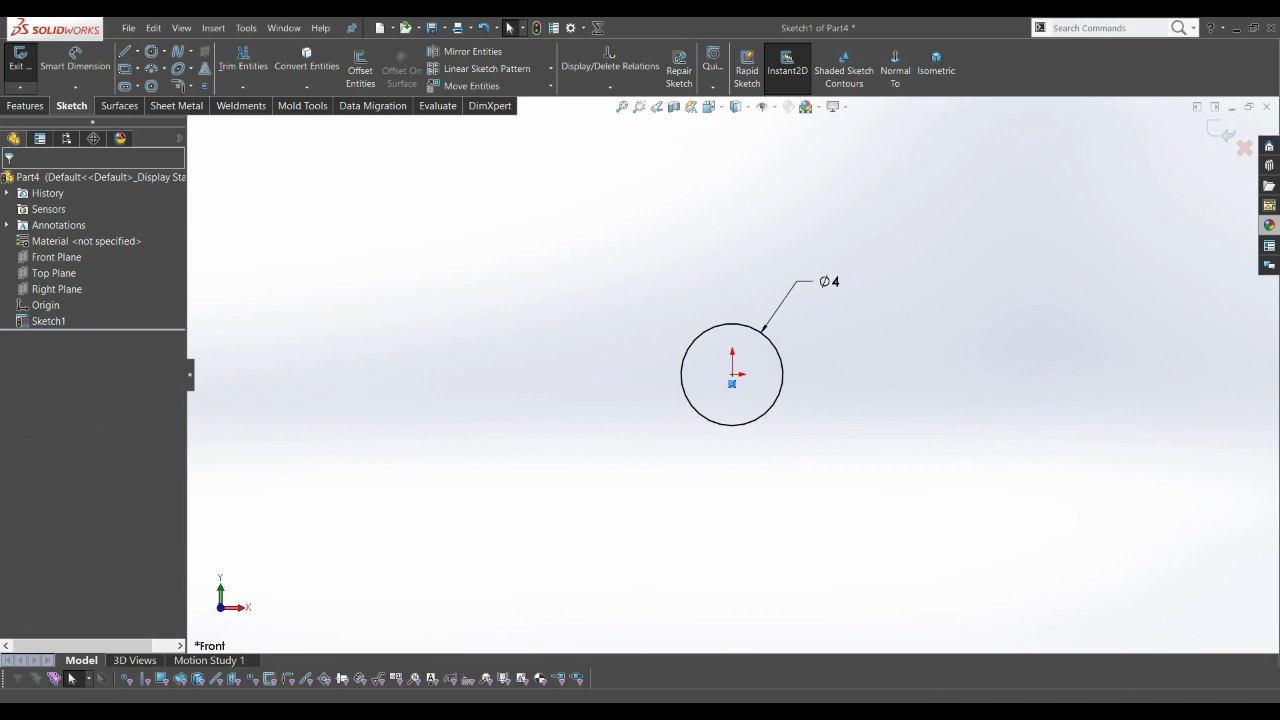 SOLIDWORKS
File Edit View Insert Tools Window Help
Sketch1 of Part4 *
Search Commands
?
Exit ...
Smart Dimension
Trim Entities
Convert Entities
Offset Entities
Offset On Surface
Mirror Entities
Linear Sketch Pattern
Move Entities
Display/Delete Relations
Repair Sketch
Qui...
Rapid Sketch
Instant2D
Shaded Sketch Contours
Normal To
Isometric
Features Sketch Surfaces Sheet Metal Weldments Mold Tools Data Migration Evaluate DimXpert
Part4 (Default<<Default>_Display Sta
History
Sensors
Annotations
Material <not specified>
Front Plane
Top Plane
Right Plane
Origin
Sketch1
∅4
Y
X
*Front
Model 3D Views Motion Study 1